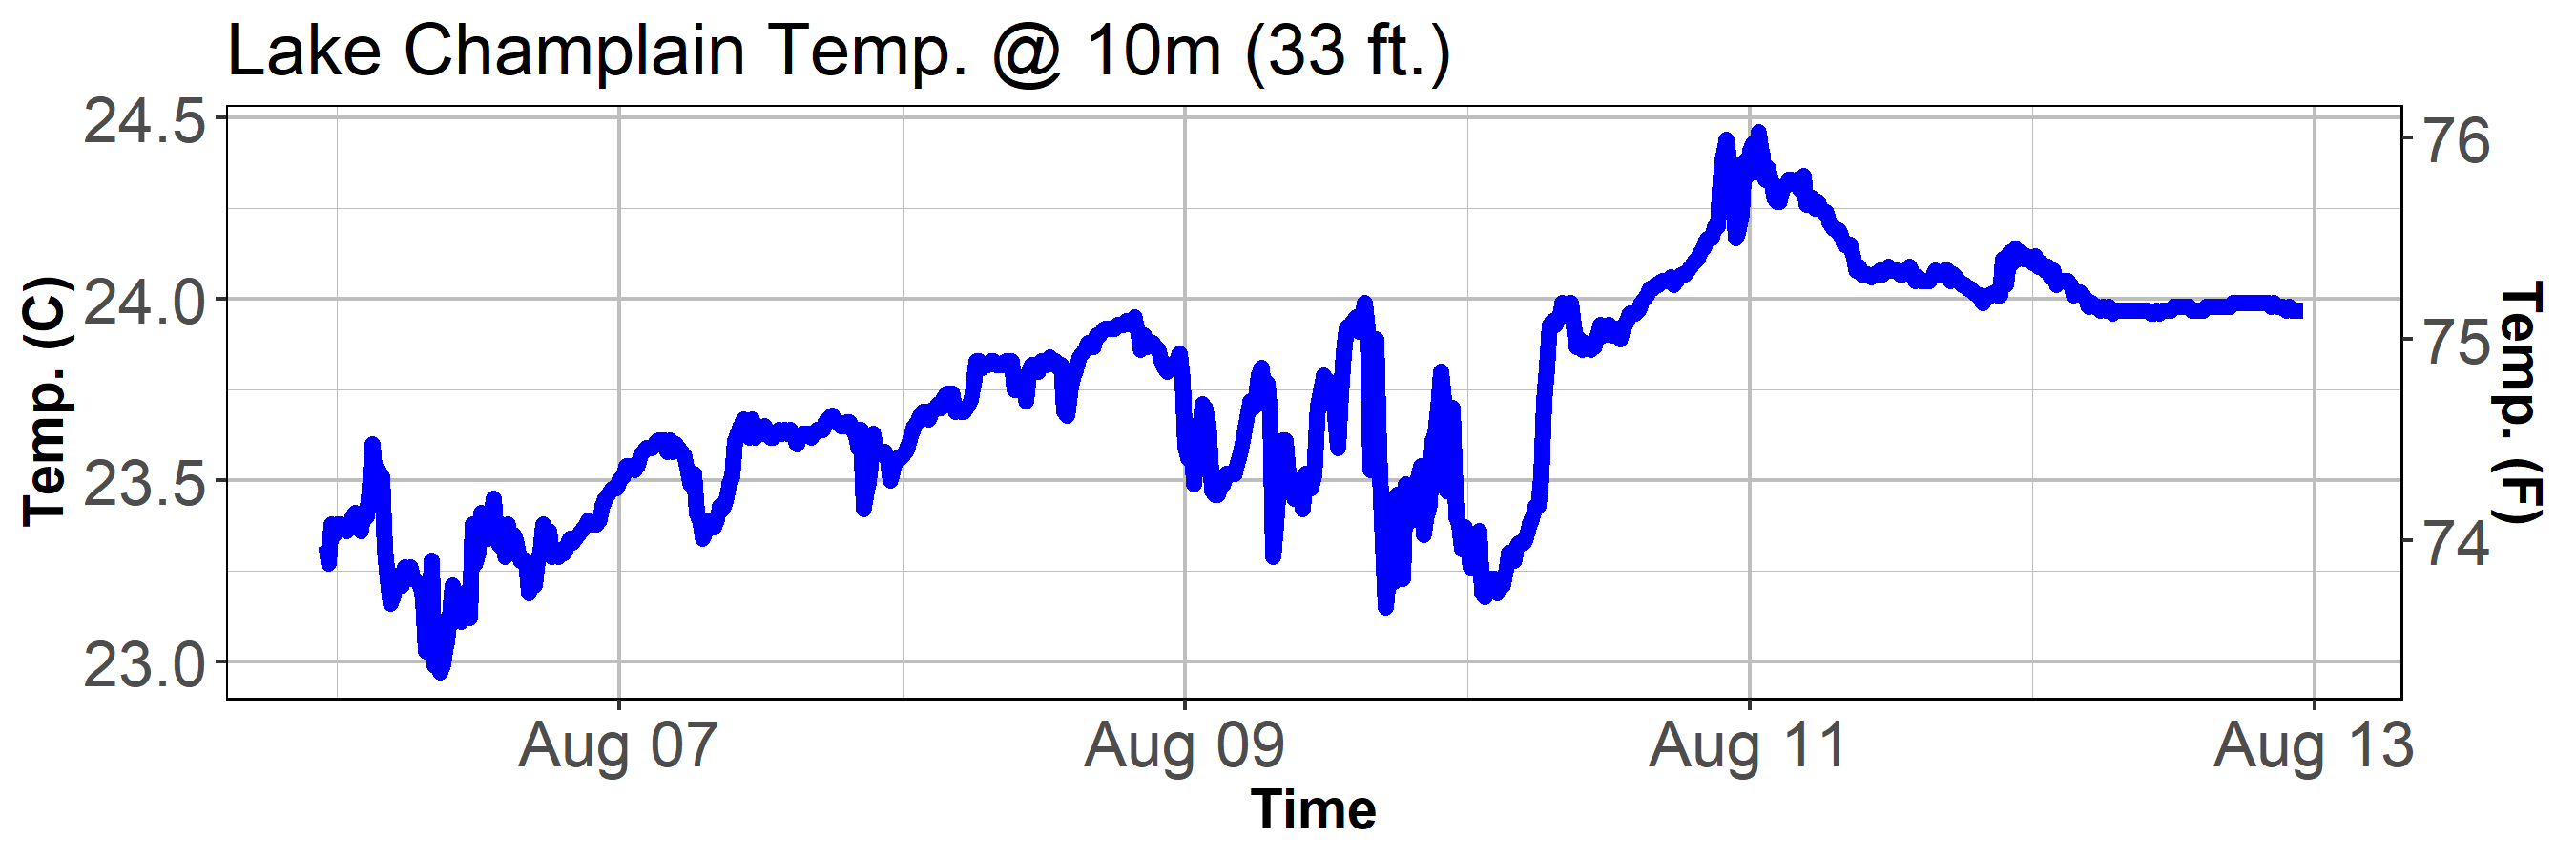 Lake Champlain Temp. @ 10m (33 ft.)
Temp. (C)
24.5
24.0
23.5
23.0
76
75
74
Temp. (F)
Aug 07 Aug 09 Aug 11 Aug 13
Time